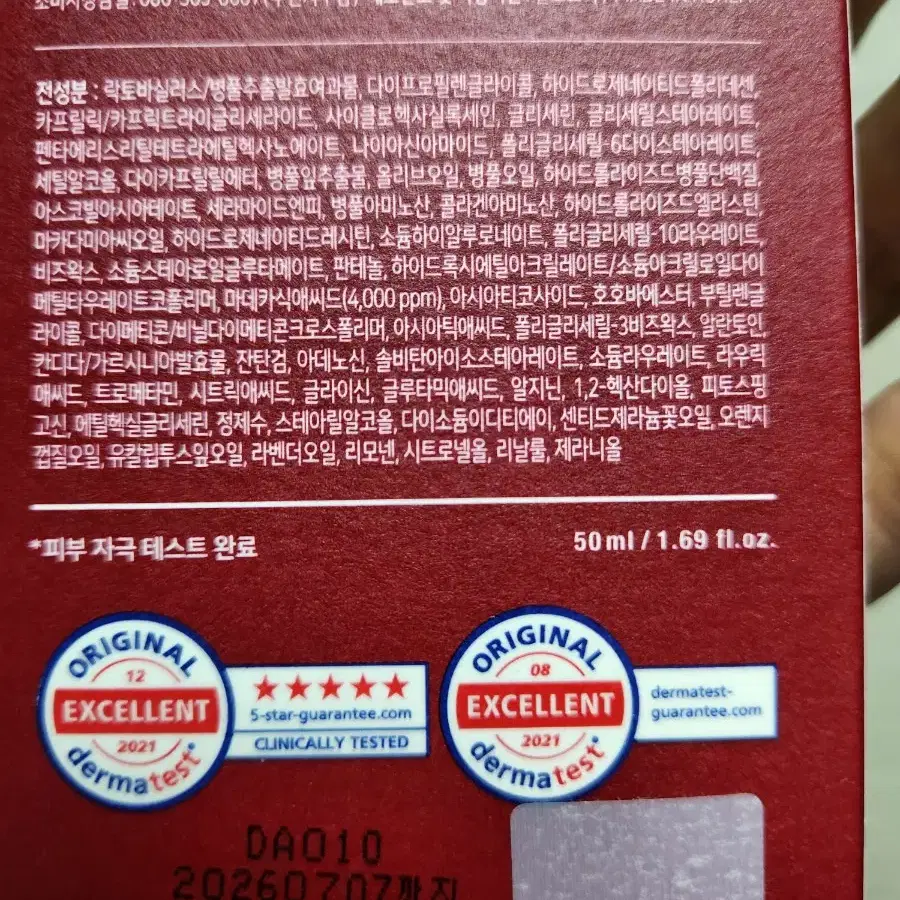 전성분 : 락토바실러스/병풀추출발효여과물, 다이프로필렌글라이콜, 하이드로제네이티드폴리데센,
카프릴릭/카프릭트라이글리세라이드, 사이클로헥사실록세인, 글리세린, 글리세릴스테아레이트,
펜타에리스리틸테트라에틸헥사노에이트, 나이아신아마이드, 폴리글리세릴-6다이스테아레이트,
세틸알코올, 다이카프릴릴에터, 병풀잎추출물, 올리브오일, 병풀오일, 하이드롤라이즈드병풀단백질,
아스코빌아시아테이트, 세라마이드엔피, 병풀아미노산, 콜라겐아미노산, 하이드롤라이즈드엘라스틴,
마카다미아씨오일, 하이드로제네이티드레시틴, 소듐하이알루로네이트, 폴리글리세릴-10라우레이트,
비즈왁스, 소듐스테아로일글루타메이트, 판테놀, 하이드록시에틸아크릴레이트/소듐아크릴로일다이
메틸타우레이트코폴리머, 마데카식애씨드(4,000 ppm), 아시아티코사이드, 호호바에스터, 부틸렌글
라이콜, 다이메티콘/비닐다이메티콘크로스폴리머, 아시아틱애씨드, 폴리글리세릴-3비즈왁스, 알란토인,
칸디다/가르시니아발효물, 잔탄검, 아데노신, 솔비탄아이소스테아레이트, 소듐라우레이트, 라우릭
애씨드, 트로메타민, 시트릭애씨드, 글라이신, 글루타믹애씨드, 알지닌, 1,2-헥산다이올, 피토스핑
고신, 에틸헥실글리세린, 정제수, 스테아릴알코올, 다이소듐이디티에이, 센티드제라늄꽃오일, 오렌지
껍질오일, 유칼립투스잎오일, 라벤더오일, 리모넨, 시트로넬올, 리날룰, 제라니올
*피부 자극 테스트 완료
50ml / 1.69 fl.oz.
ORIGINAL
12
EXCELLENT
2021
dermatest
5-star-guarantee.com
CLINICALLY TESTED
ORIGINAL
08
EXCELLENT
2021
dermatest
dermatest-
guarantee.com
DA010
20260707까지